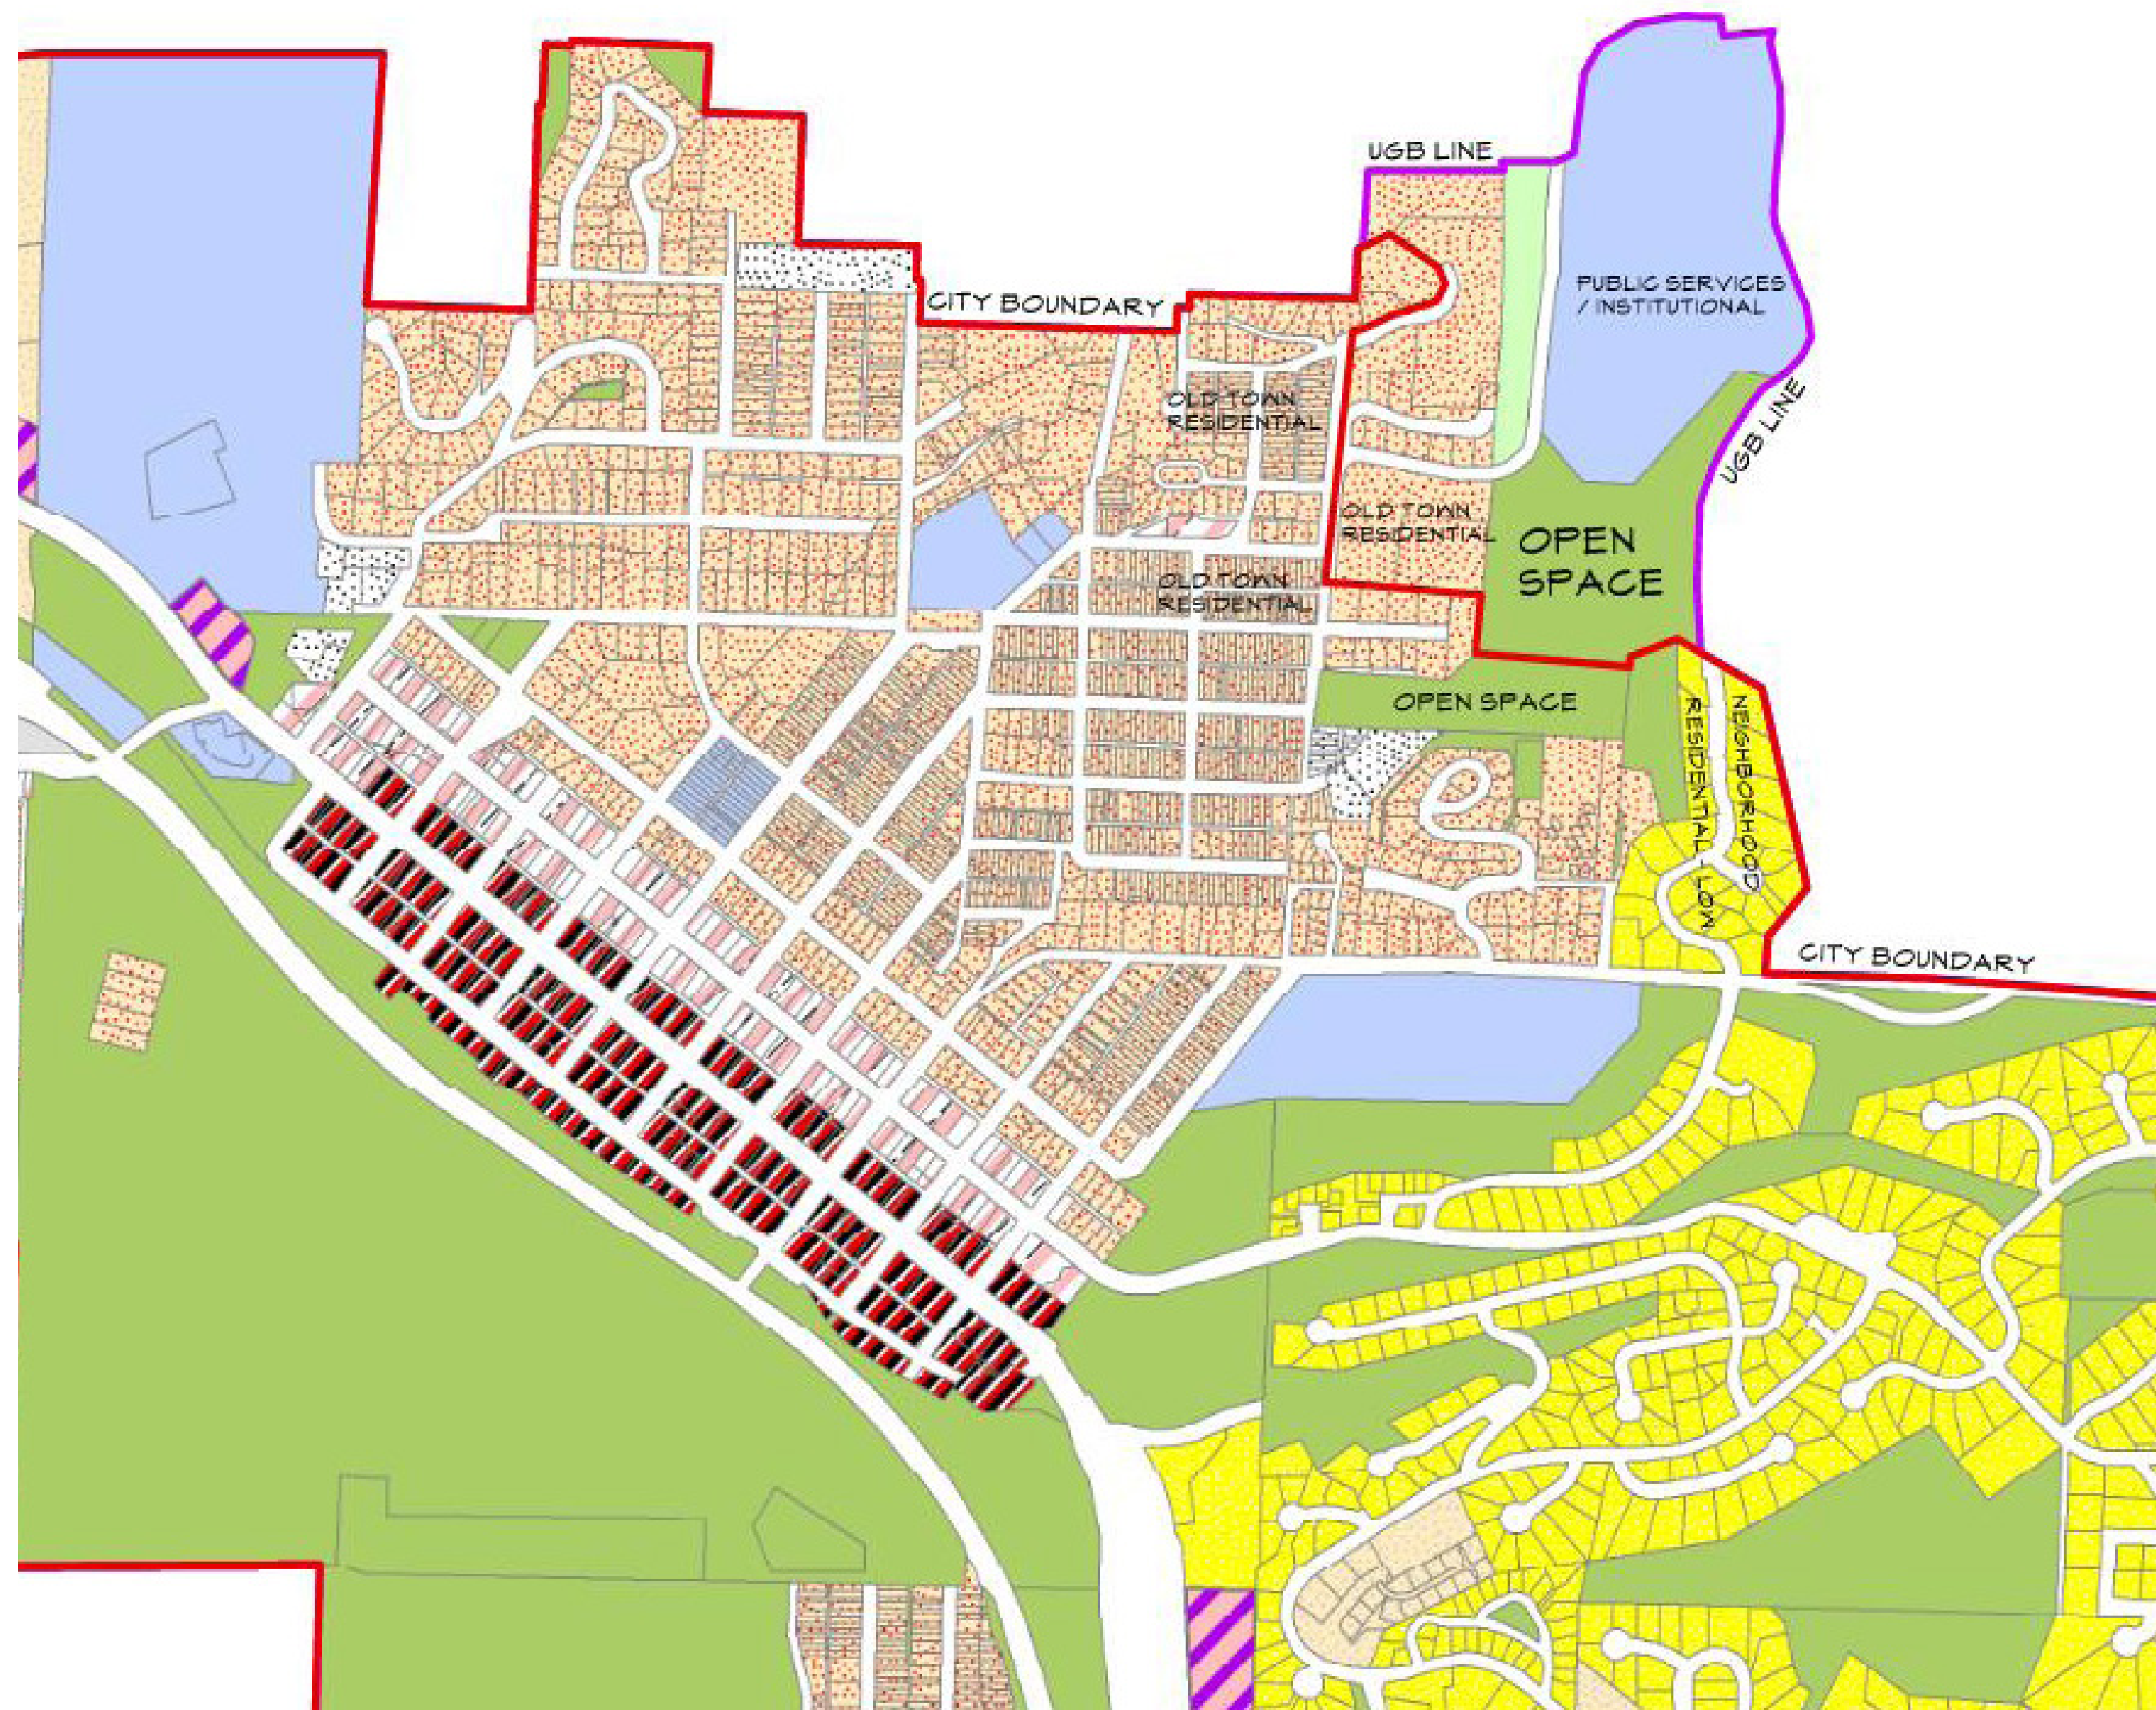 UGB LINE
PUBLIC SERVICES
/ INSTITUTIONAL
CITY BOUNDARY
OLD TOWN
RESIDENTIAL
UGB LINE
OLD TOWN
RESIDENTIAL
OPEN
SPACE
OLD TOWN
RESIDENTIAL
OPEN SPACE
NEIGHBORHOOD
RESIDENTIAL - LOW
CITY BOUNDARY